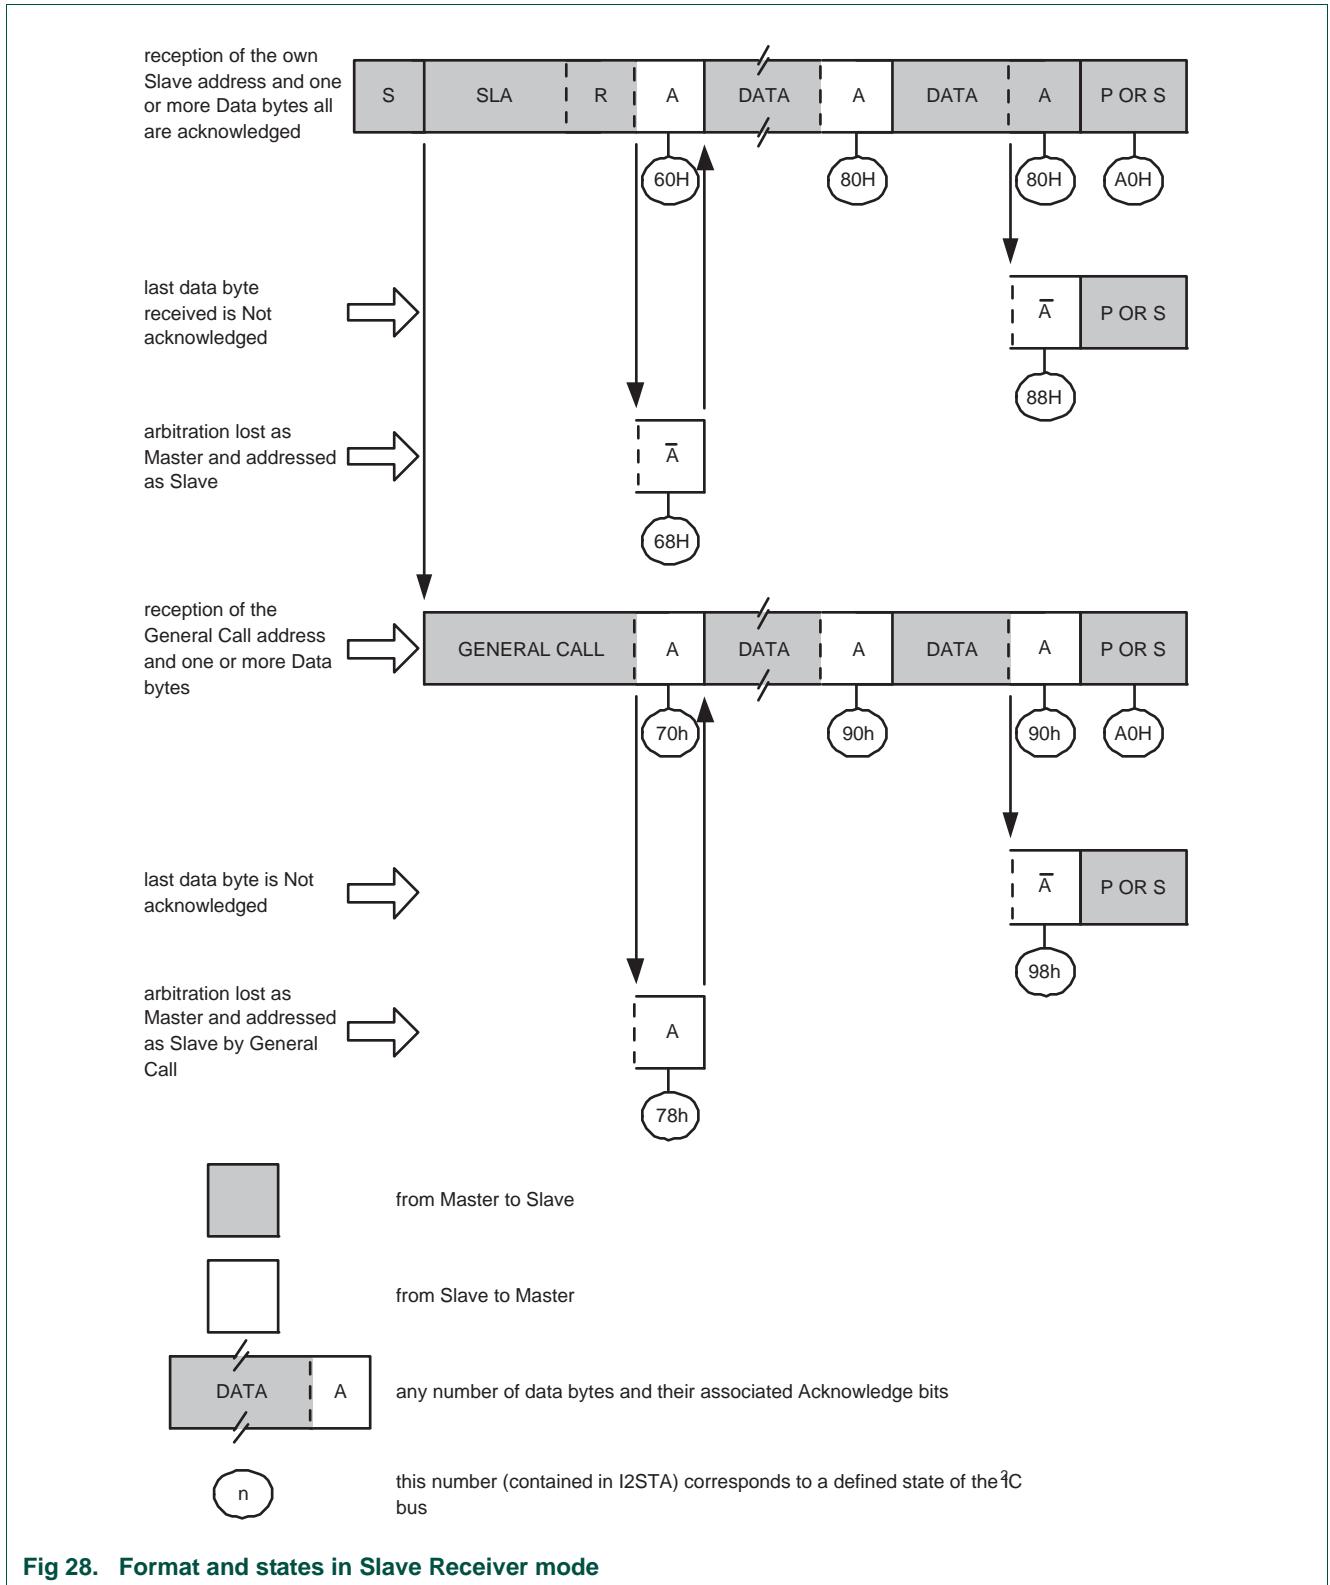 reception of the own
Slave address and one
or more Data bytes all
are acknowledged
S SLA R A DATA A DATA A P OR S
60H 80H 80H A0H
last data byte
received is Not
acknowledged
A̅ P OR S
88H
arbitration lost as
Master and addressed
as Slave
A̅
68H
reception of the
General Call address
and one or more Data
bytes
GENERAL CALL A DATA A DATA A P OR S
70h 90h 90h A0H
last data byte is Not
acknowledged
A̅ P OR S
98h
arbitration lost as
Master and addressed
as Slave by General
Call
A
78h
from Master to Slave
from Slave to Master
DATA A
any number of data bytes and their associated Acknowledge bits
n
this number (contained in I2STA) corresponds to a defined state of the I²C
bus
Fig 28. Format and states in Slave Receiver mode